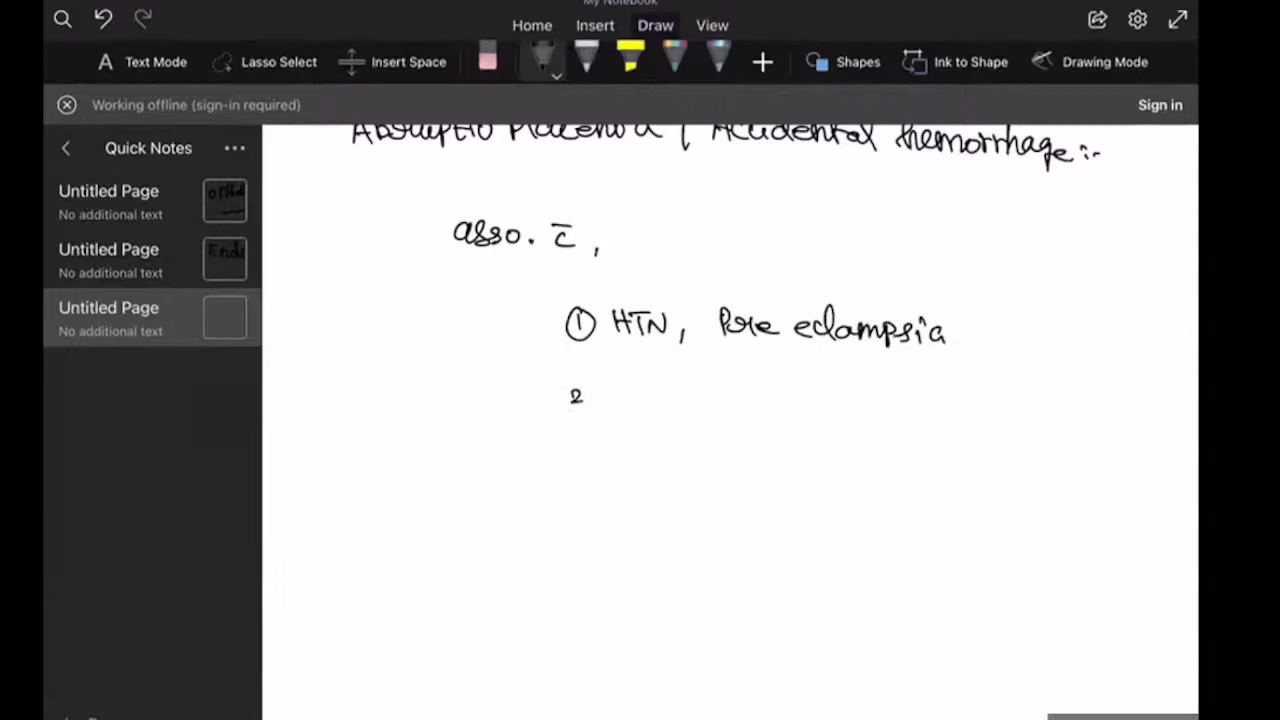 My Notebook
Home Insert Draw View
A Text Mode Lasso Select Insert Space Shapes Ink to Shape Drawing Mode
Working offline (sign-in required) Sign in
Quick Notes
Abruptio Placenta / Accidental Hemorrhage :-
Untitled Page
No additional text
asso. c̄ ,
Untitled Page
No additional text
Untitled Page
No additional text
① HTN, Pre eclampsia
2